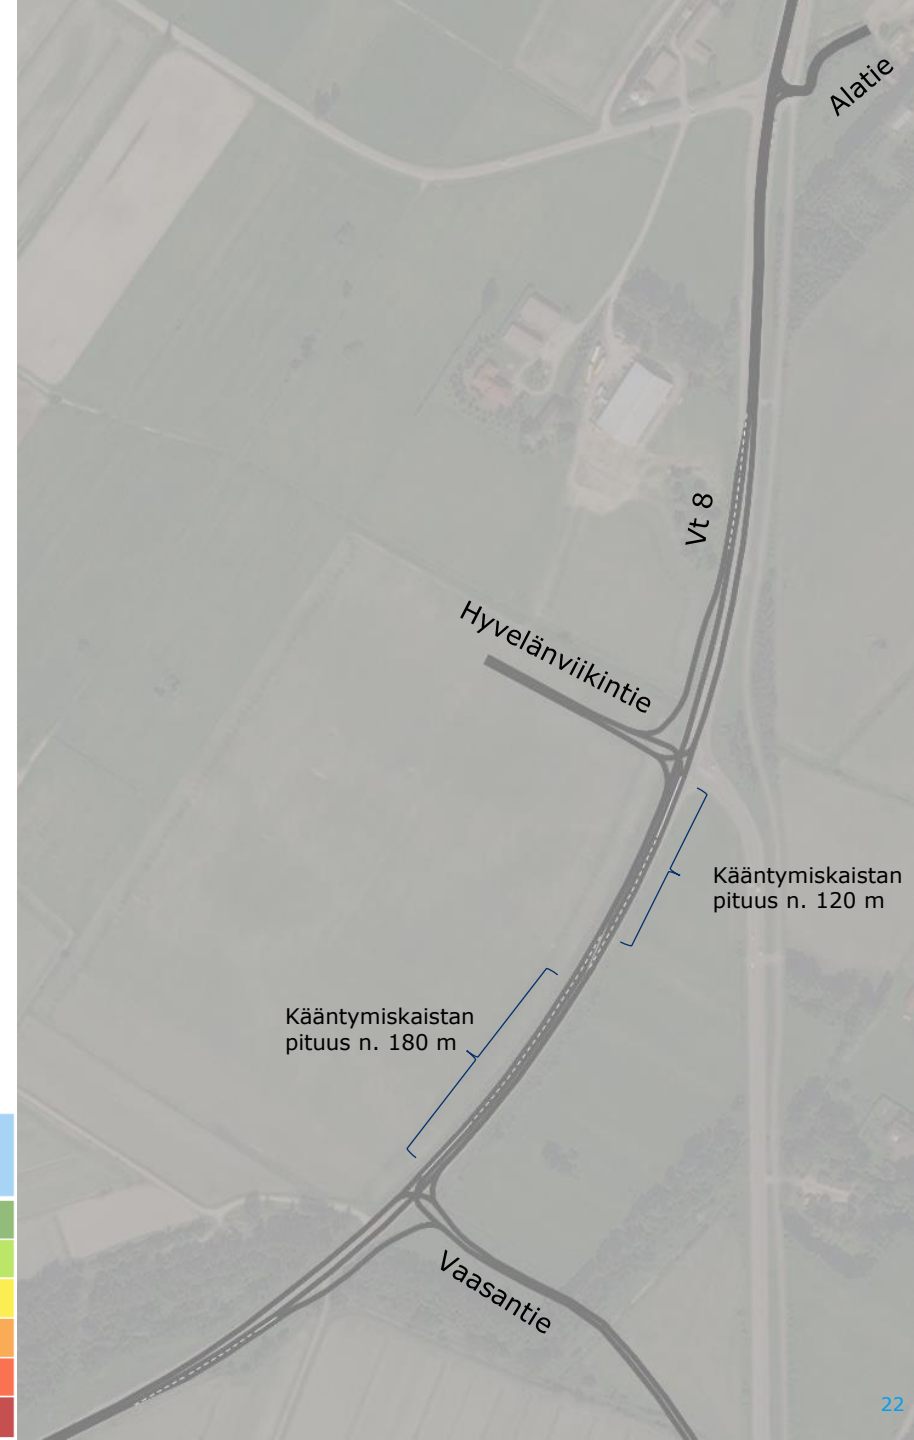 Alatie
Vt 8
Hyvelänviikintie
Kääntymiskaistan
pituus n. 120 m
Kääntymiskaistan
pituus n. 180 m
Vaasantie
22